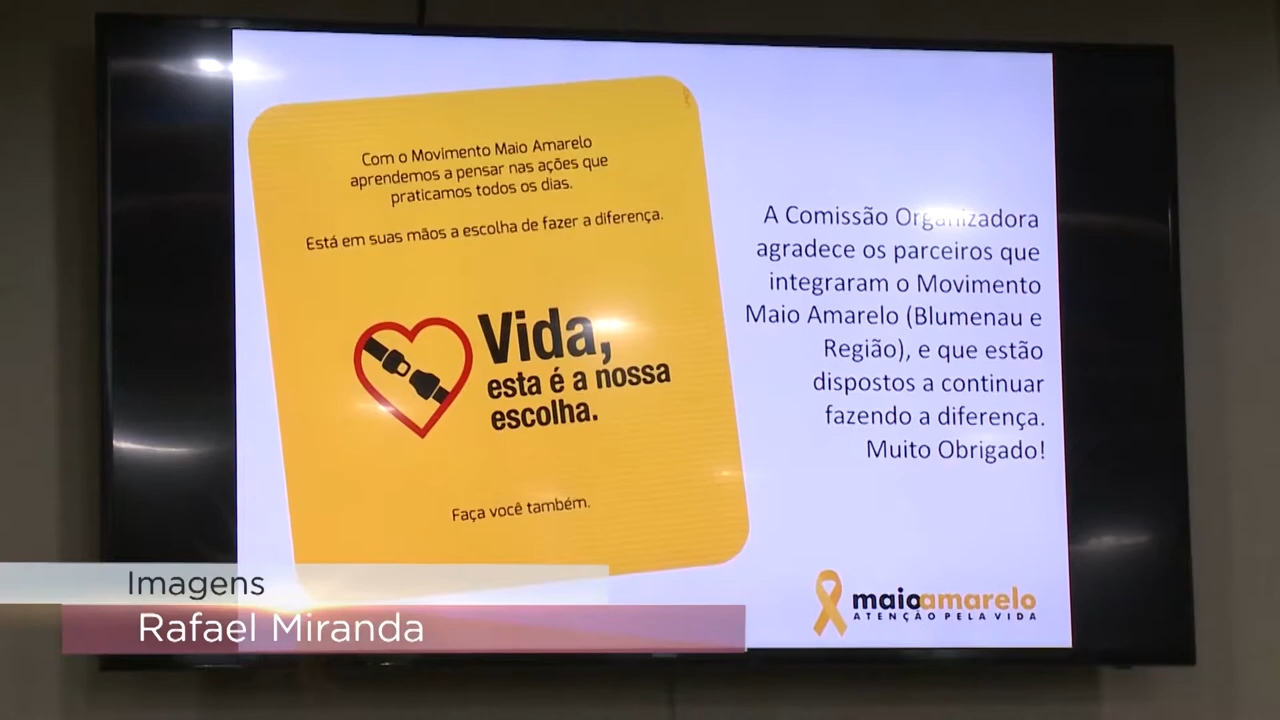 Com o Movimento Maio Amarelo
aprendemos a pensar nas ações que
praticamos todos os dias.
Está em suas mãos a escolha de fazer a diferença.
Vida,
esta é a nossa
escolha.
Faça você também.
A Comissão Organizadora
agradece os parceiros que
integraram o Movimento
Maio Amarelo (Blumenau e
Região), e que estão
dispostos a continuar
fazendo a diferença.
Muito Obrigado!
maioamarelo
ATENÇÃO PELA VIDA
Imagens
Rafael Miranda